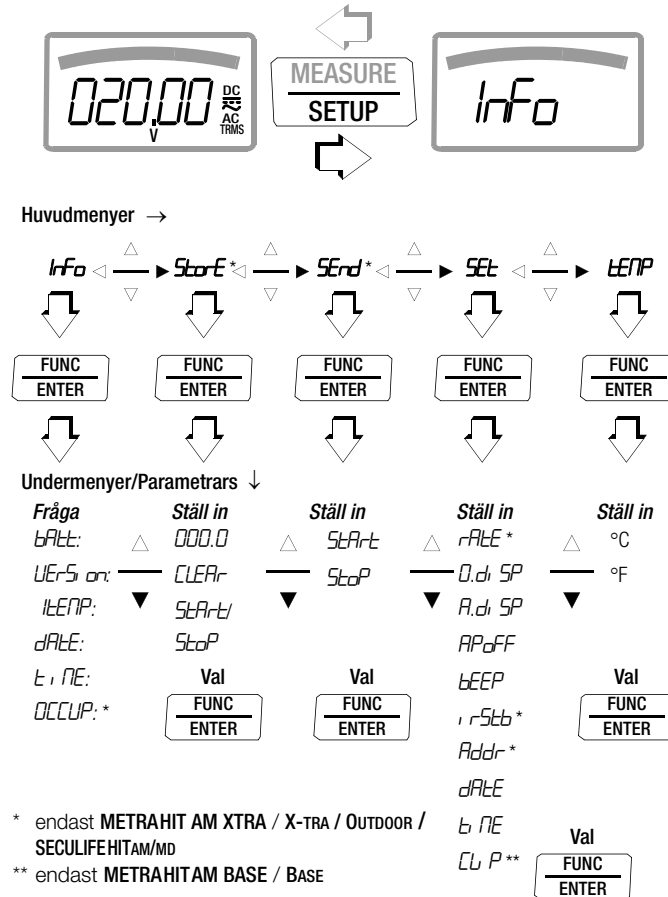 MEASURE
SETUP
020.00 V DC AC TRMS
InFo
Huvudmenyer →
InFo StorE * SEnd * SEt tEMP
FUNC FUNC FUNC FUNC FUNC
ENTER ENTER ENTER ENTER ENTER
Undermenyer/Parametrars ↓
Fråga Ställ in Ställ in Ställ in Ställ in
bAtt: 000.0 StArt rAtE * °C
VErSion: CLEAr StoP 0.diSP °F
ItEMP: StArt/ A.diSP
dAtE: StoP APoFF
tiME: Val Val bEEP Val
OCCUP: * FUNC FUNC irStb * FUNC
ENTER ENTER Addr * ENTER
dAtE
* endast METRAHIT AM XTRA / X-TRA / OUTDOOR / tiME Val
SECULIFE HITAM/MD CLiP ** FUNC
** endast METRAHITAM BASE / BASE ENTER